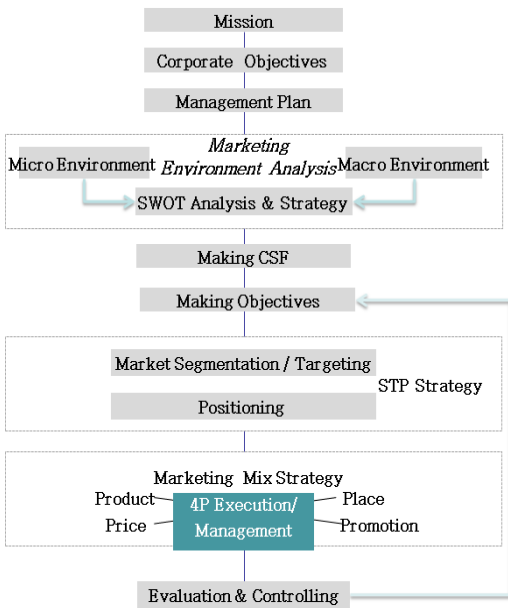 Mission
Corporate Objectives
Management Plan
Marketing
Environment Analysis
Micro Environment
Macro Environment
SWOT Analysis & Strategy
Making CSF
Making Objectives
Market Segmentation / Targeting
STP Strategy
Positioning
Marketing Mix Strategy
Product
Place
4P Execution/
Management
Price
Promotion
Evaluation & Controlling